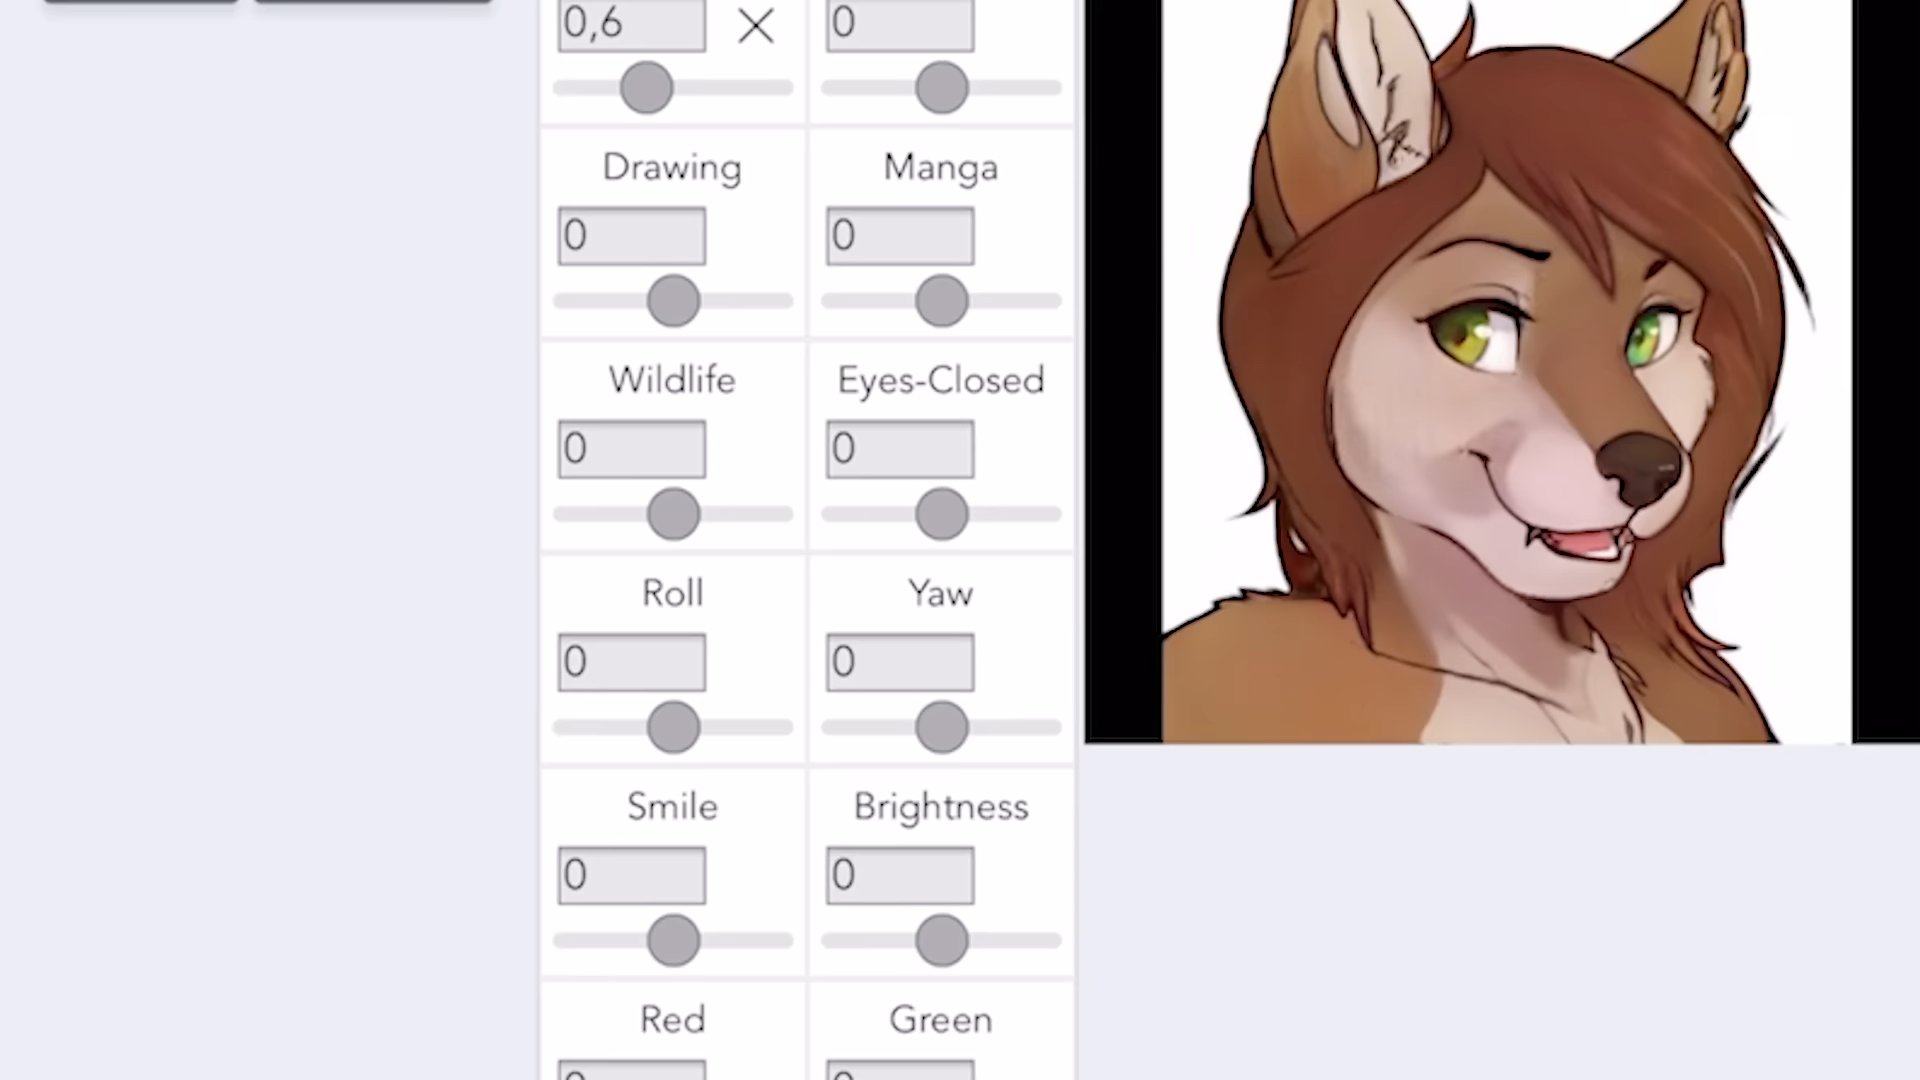 0,6 0
Drawing Manga
0 0
Wildlife Eyes-Closed
0 0
Roll Yaw
0 0
Smile Brightness
0 0
Red Green